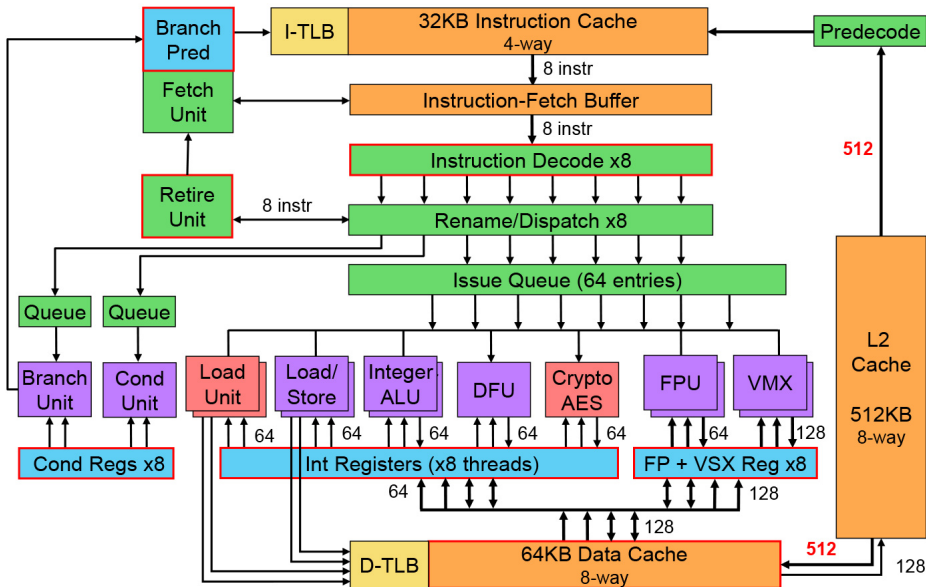 Branch
Pred
I-TLB
32KB Instruction Cache
4-way
Predecode
8 instr
Fetch
Unit
Instruction-Fetch Buffer
8 instr
512
Instruction Decode x8
Retire
Unit
8 instr
Rename/Dispatch x8
Issue Queue (64 entries)
Queue
Queue
L2
Cache
512KB
8-way
Branch
Unit
Cond
Unit
Load
Unit
Load/
Store
Integer
ALU
DFU
Crypto
AES
FPU
VMX
64
64
64
64
64
64
128
Cond Regs x8
Int Registers (x8 threads)
FP + VSX Reg x8
64
128
128
D-TLB
64KB Data Cache
8-way
512
128